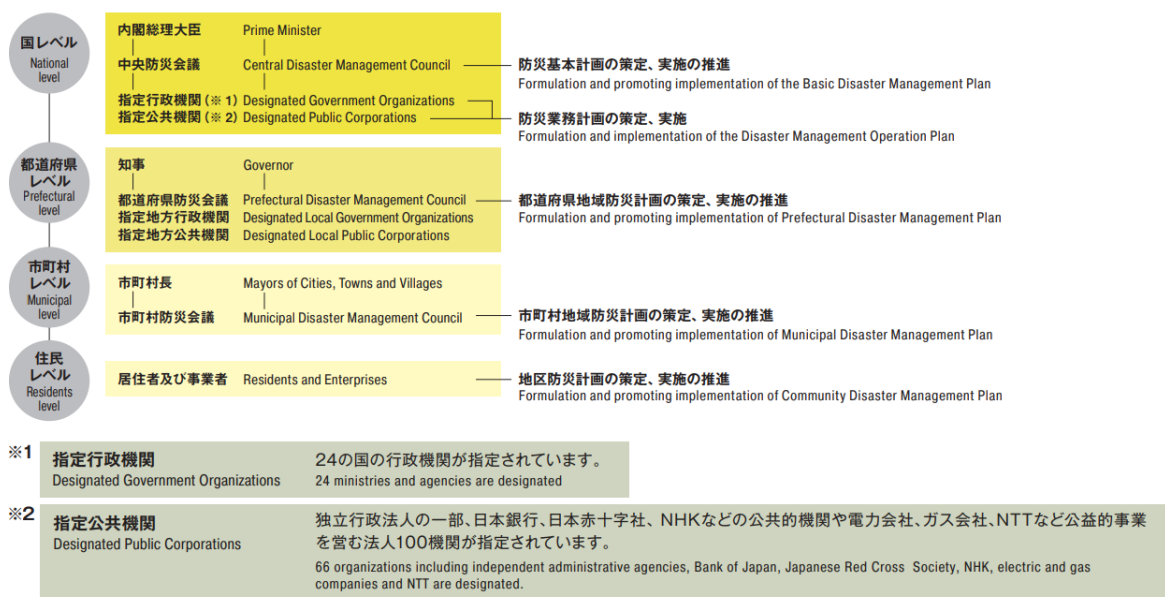 国レベル
National
level
内閣総理大臣 Prime Minister
中央防災会議 Central Disaster Management Council
防災基本計画の策定、実施の推進
Formulation and promoting implementation of the Basic Disaster Management Plan
指定行政機関(※1) Designated Government Organizations
指定公共機関(※2) Designated Public Corporations
防災業務計画の策定、実施
Formulation and implementation of the Disaster Management Operation Plan
都道府県
レベル
Prefectural
level
知事 Governor
都道府県防災会議 Prefectural Disaster Management Council
都道府県地域防災計画の策定、実施の推進
Formulation and promoting implementation of Prefectural Disaster Management Plan
指定地方行政機関 Designated Local Government Organizations
指定地方公共機関 Designated Local Public Corporations
市町村
レベル
Municipal
level
市町村長 Mayors of Cities, Towns and Villages
市町村防災会議 Municipal Disaster Management Council
市町村地域防災計画の策定、実施の推進
Formulation and promoting implementation of Municipal Disaster Management Plan
住民
レベル
Residents
level
居住者及び事業者 Residents and Enterprises
地区防災計画の策定、実施の推進
Formulation and promoting implementation of Community Disaster Management Plan
※1
指定行政機関
Designated Government Organizations
24の国の行政機関が指定されています。
24 ministries and agencies are designated
※2
指定公共機関
Designated Public Corporations
独立行政法人の一部、日本銀行、日本赤十字社、NHKなどの公共的機関や電力会社、ガス会社、NTTなど公益的事業
を営む法人100機関が指定されています。
66 organizations including independent administrative agencies, Bank of Japan, Japanese Red Cross Society, NHK, electric and gas
companies and NTT are designated.